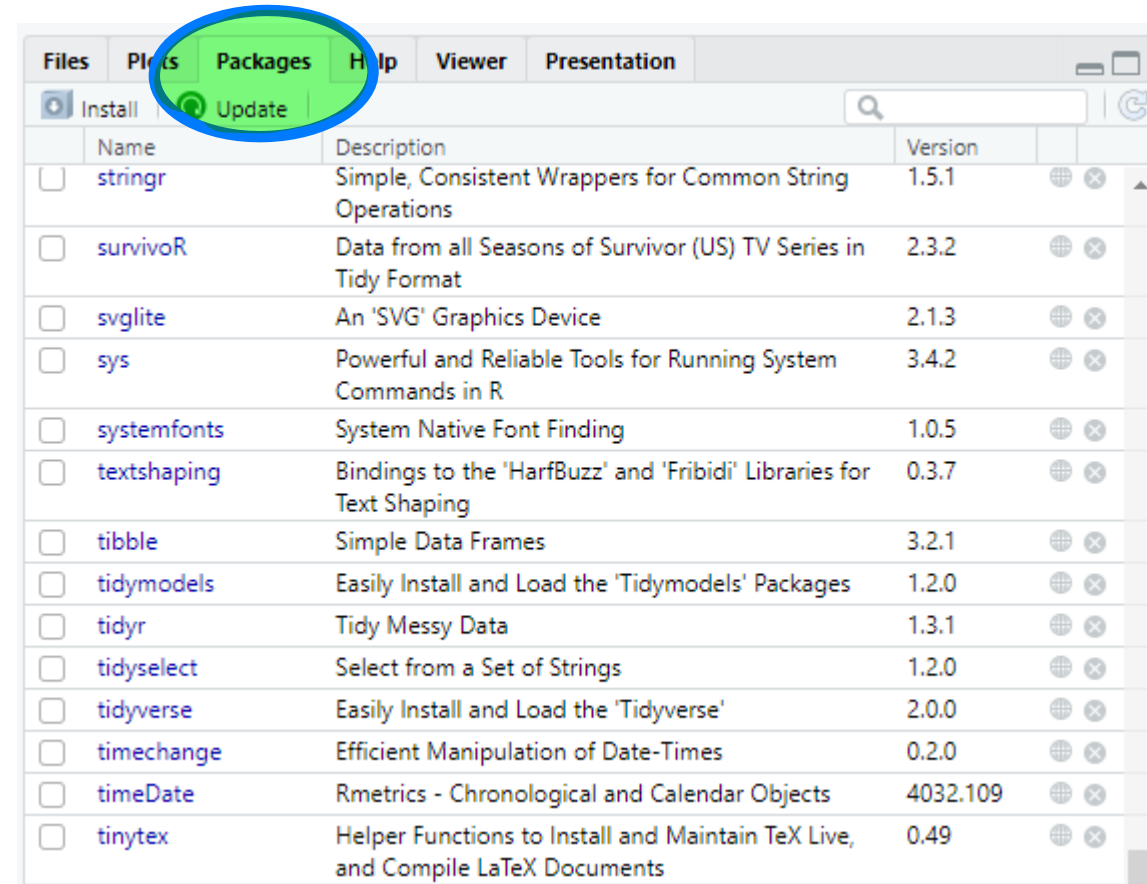 Files Plots Packages Help Viewer Presentation
Install Update
Name Description Version
stringr Simple, Consistent Wrappers for Common String 1.5.1
Operations
survivoR Data from all Seasons of Survivor (US) TV Series in 2.3.2
Tidy Format
svglite An 'SVG' Graphics Device 2.1.3
sys Powerful and Reliable Tools for Running System 3.4.2
Commands in R
systemfonts System Native Font Finding 1.0.5
textshaping Bindings to the 'HarfBuzz' and 'Fribidi' Libraries for 0.3.7
Text Shaping
tibble Simple Data Frames 3.2.1
tidymodels Easily Install and Load the 'Tidymodels' Packages 1.2.0
tidyr Tidy Messy Data 1.3.1
tidyselect Select from a Set of Strings 1.2.0
tidyverse Easily Install and Load the 'Tidyverse' 2.0.0
timechange Efficient Manipulation of Date-Times 0.2.0
timeDate Rmetrics - Chronological and Calendar Objects 4032.109
tinytex Helper Functions to Install and Maintain TeX Live, 0.49
and Compile LaTeX Documents